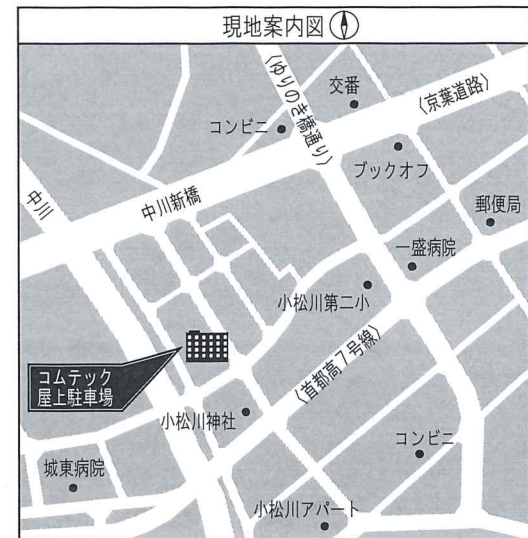 現地案内図
交番
〈京葉道路〉
コンビニ
〈ゆりのき橋通り〉
ブックオフ
中川
中川新橋
郵便局
一盛病院
小松川第二小
〈首都高7号線〉
コムテック
屋上駐車場
小松川神社
コンビニ
城東病院
小松川アパート